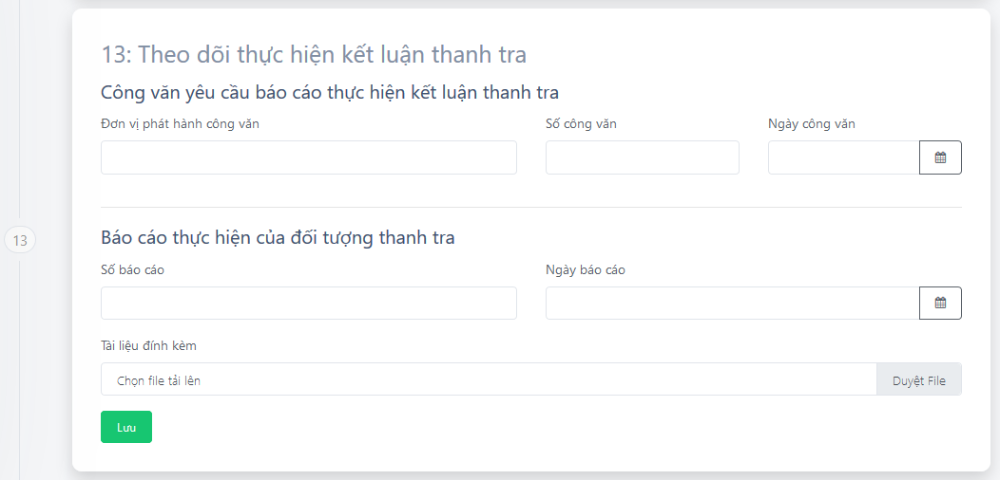 13: Theo dõi thực hiện kết luận thanh tra
Công văn yêu cầu báo cáo thực hiện kết luận thanh tra
Đơn vị phát hành công văn
Số công văn
Ngày công văn
13
Báo cáo thực hiện của đối tượng thanh tra
Số báo cáo
Ngày báo cáo
Tài liệu đính kèm
Chọn file tải lên
Duyệt File
Lưu